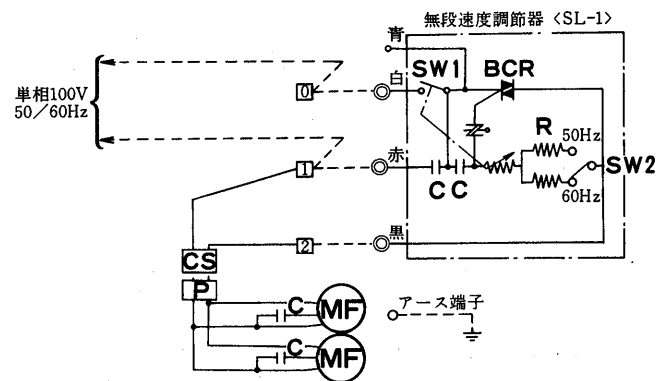 無段速度調節器〈SL-1〉
青
白
SW1
BCR
単相100V
50/60Hz
0
R
50Hz
赤
1
C C
SW2
60Hz
黒
2
CS
P
C
MF
アース端子
C
MF